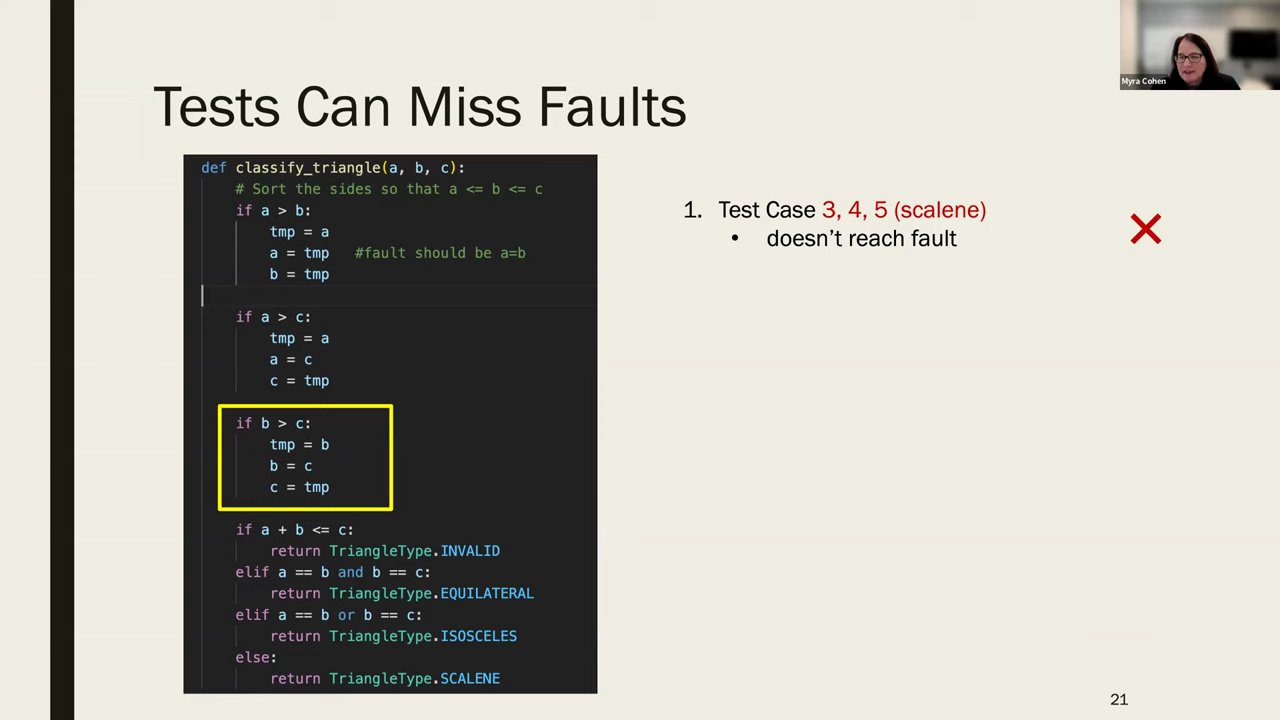 Myra Cohen
Tests Can Miss Faults
def classify_triangle(a, b, c):
# Sort the sides so that a <= b <= c
if a > b:
tmp = a
a = tmp #fault should be a=b
b = tmp
if a > c:
tmp = a
a = c
c = tmp
if b > c:
tmp = b
b = c
c = tmp
if a + b <= c:
return TriangleType.INVALID
elif a == b and b == c:
return TriangleType.EQUILATERAL
elif a == b or b == c:
return TriangleType.ISOSCELES
else:
return TriangleType.SCALENE
1. Test Case 3, 4, 5 (scalene)
• doesn’t reach fault
21